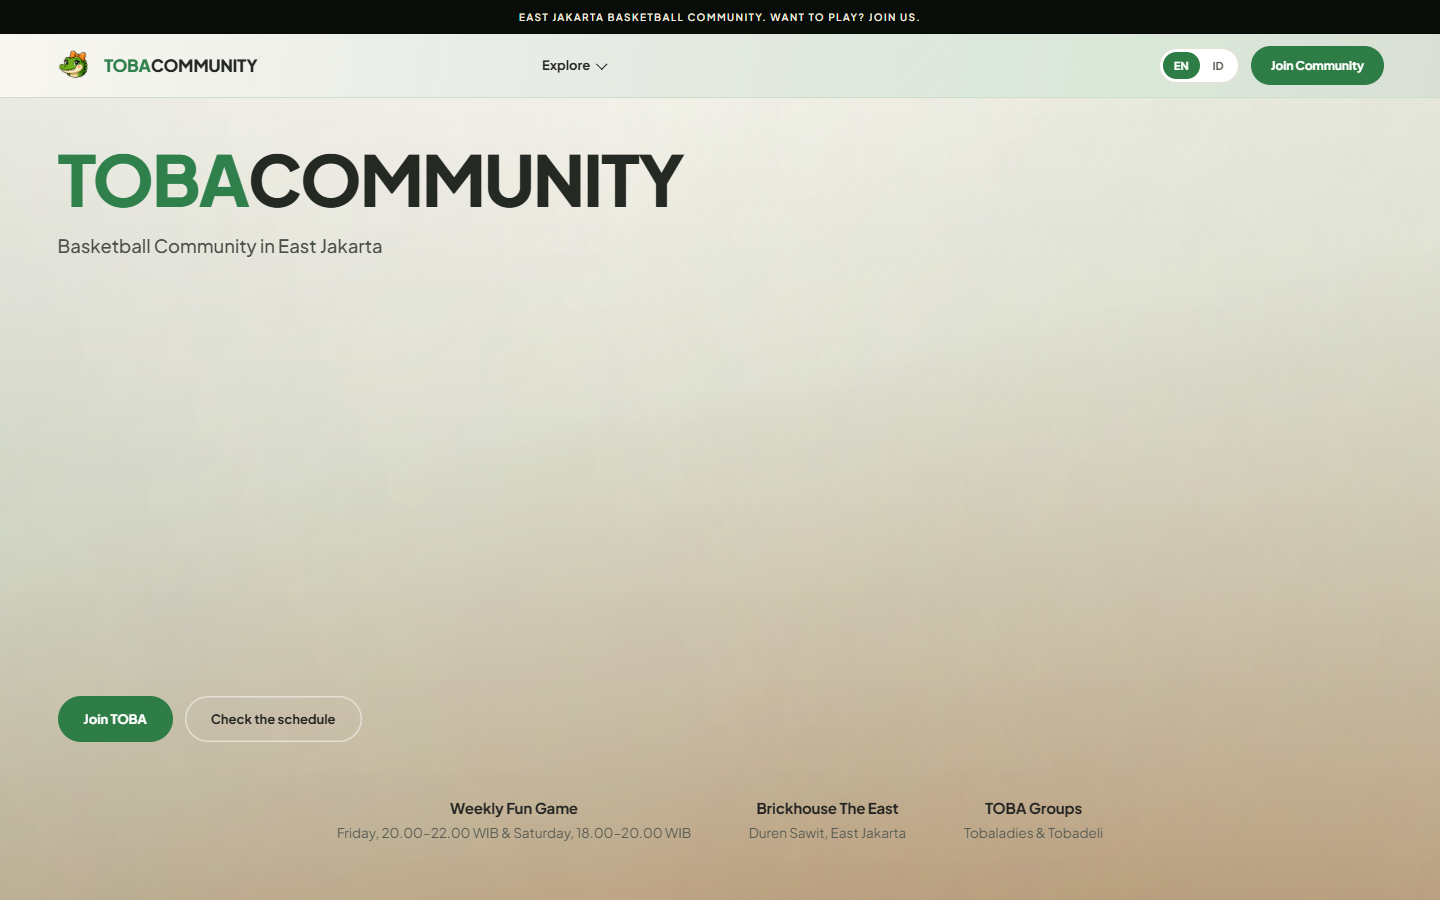 EAST JAKARTA BASKETBALL COMMUNITY. WANT TO PLAY? JOIN US.
TOBACOMMUNITY
Explore
EN
ID
Join Community
TOBACOMMUNITY
Basketball Community in East Jakarta
Join TOBA
Check the schedule
Weekly Fun Game
Friday, 20.00–22.00 WIB & Saturday, 18.00–20.00 WIB
Brickhouse The East
Duren Sawit, East Jakarta
TOBA Groups
Tobaladies & Tobadeli